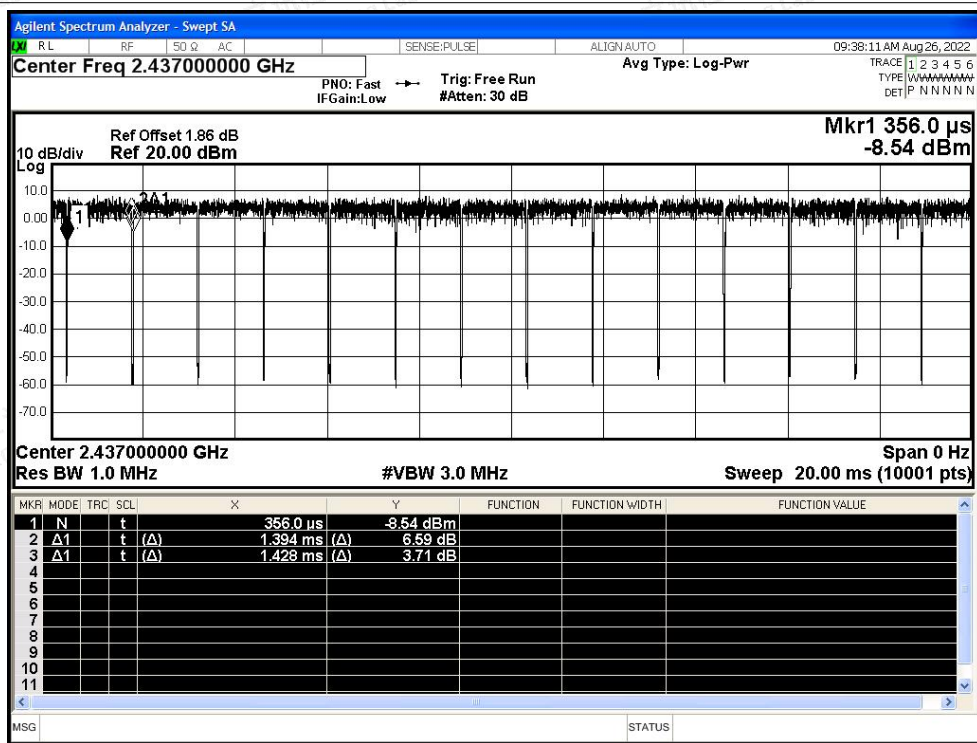 Agilent Spectrum Analyzer - Swept SA
LXI RL RF 50 Ω AC SENSE:PULSE ALIGN AUTO 09:38:11 AM Aug 26, 2022
Center Freq 2.437000000 GHz
PNO: Fast
IFGain:Low
Trig: Free Run
#Atten: 30 dB
Avg Type: Log-Pwr
TRACE 1 2 3 4 5 6
TYPE
DET P N N N N N
Mkr1 356.0 µs
-8.54 dBm
Ref Offset 1.86 dB
10 dB/div Ref 20.00 dBm
Log
10.0
0.00
-10.0
-20.0
-30.0
-40.0
-50.0
-60.0
-70.0
1
Center 2.437000000 GHz Span 0 Hz
Res BW 1.0 MHz #VBW 3.0 MHz Sweep 20.00 ms (10001 pts)
MKR MODE TRC SCL X Y FUNCTION FUNCTION WIDTH FUNCTION VALUE
1 N t 356.0 µs -8.54 dBm
2 Δ1 t (Δ) 1.394 ms (Δ) 6.59 dB
3 Δ1 t (Δ) 1.428 ms (Δ) 3.71 dB
4
5
6
7
8
9
10
11
MSG STATUS